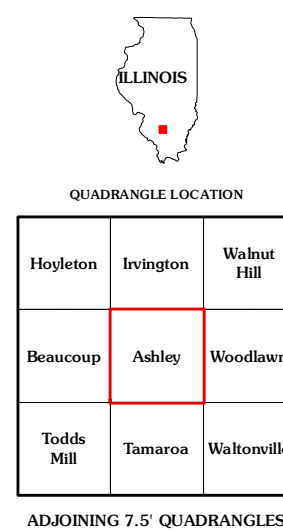 ILLINOIS
QUADRANGLE LOCATION
Hoyleton Irvington Walnut
Hill
Beaucoup Ashley Woodlawn
Todds
Mill Tamaroa Waltonville
ADJOINING 7.5' QUADRANGLES